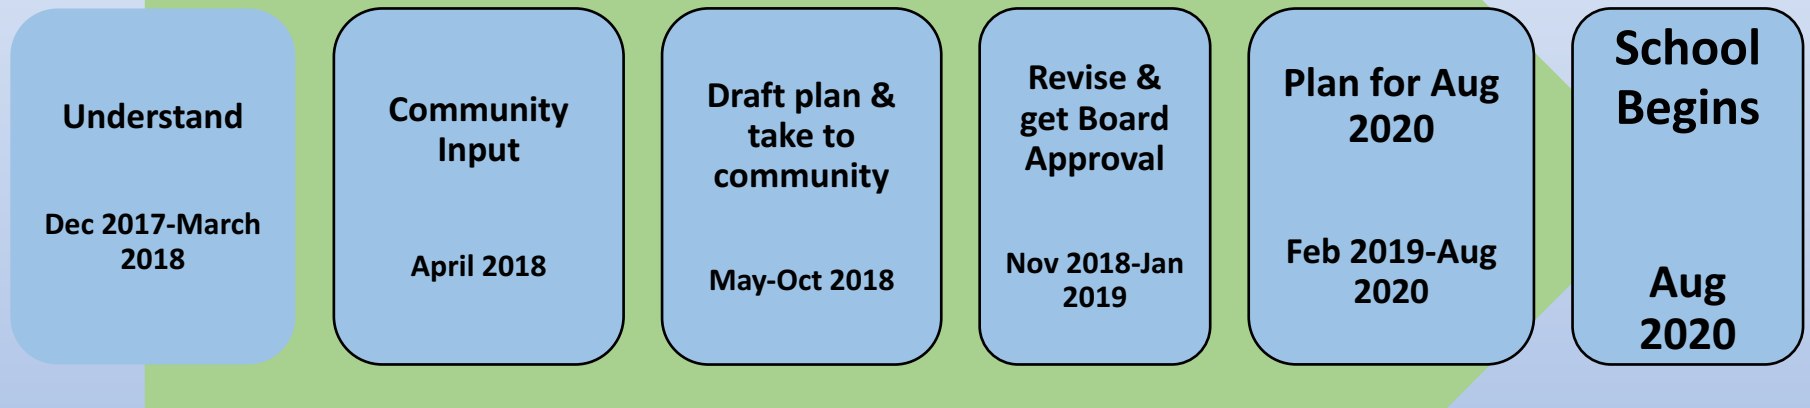 Understand
Dec 2017-March
2018
Community
Input
April 2018
Draft plan &
take to
community
May-Oct 2018
Revise &
get Board
Approval
Nov 2018-Jan
2019
Plan for Aug
2020
Feb 2019-Aug
2020
School
Begins
Aug
2020